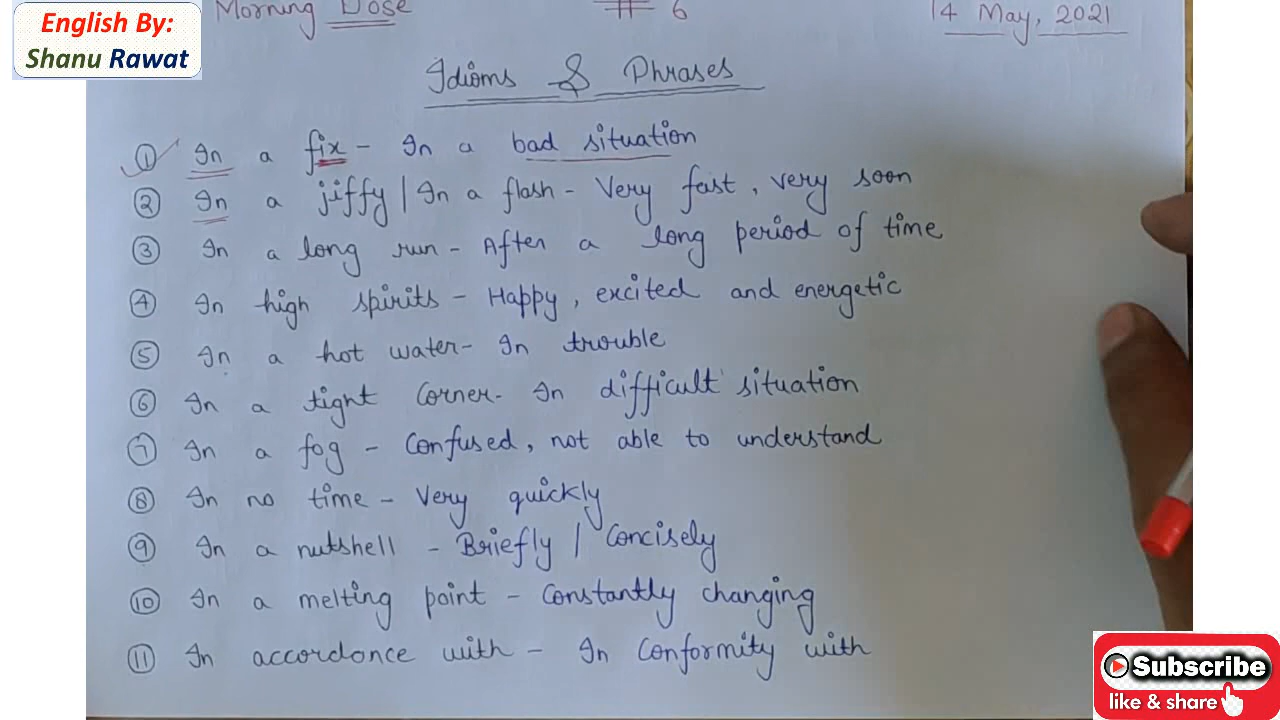 English By:
Shanu Rawat
Morning Dose # 6 14 May, 2021
Idioms & Phrases
① In a fix - In a bad situation
② In a jiffy | In a flash - Very fast, very soon
③ In a long run - After a long period of time
④ In high spirits - Happy, excited and energetic
⑤ In a hot water - In trouble
⑥ In a tight corner - In difficult situation
⑦ In a fog - Confused, not able to understand
⑧ In no time - Very quickly
⑨ In a nutshell - Briefly | Concisely
⑩ In a melting point - Constantly changing
⑪ In accordonce with - In conformity with
Subscribe
like & share